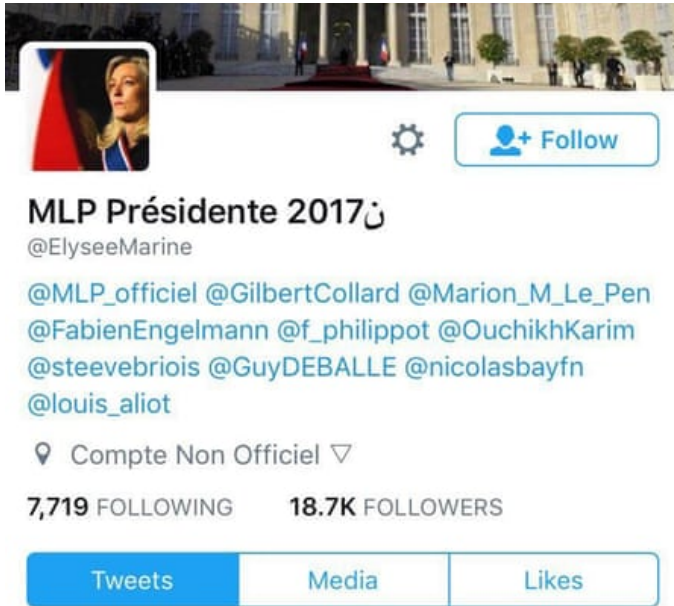 Follow
MLP Présidente 2017ن
@ElyseeMarine
@MLP_officiel @GilbertCollard @Marion_M_Le_Pen
@FabienEngelmann @f_philippot @OuchikhKarim
@steevebriois @GuyDEBALLE @nicolasbayfn
@louis_aliot
Compte Non Officiel ▽
7,719 FOLLOWING 18.7K FOLLOWERS
Tweets Media Likes